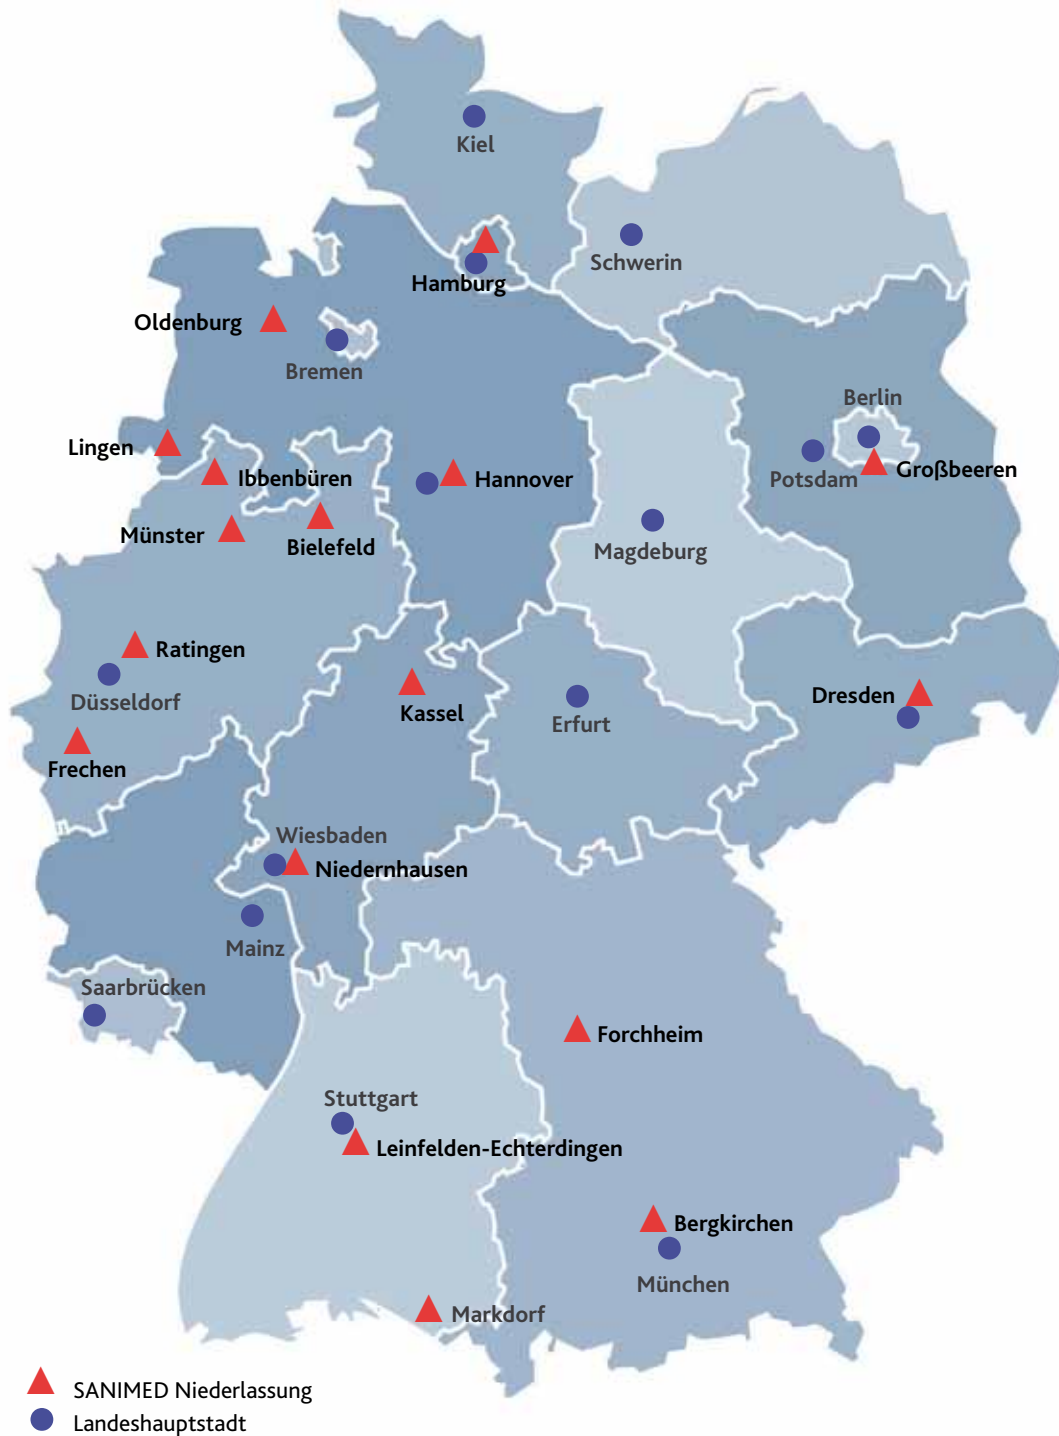 Kiel
Schwerin
Hamburg
Oldenburg
Bremen
Berlin
Lingen
Ibbenbüren
Hannover
Potsdam
Großbeeren
Münster
Bielefeld
Magdeburg
Ratingen
Düsseldorf
Kassel
Erfurt
Dresden
Frechen
Wiesbaden
Niedernhausen
Mainz
Saarbrücken
Forchheim
Stuttgart
Leinfelden-Echterdingen
Bergkirchen
München
Markdorf
SANIMED Niederlassung
Landeshauptstadt